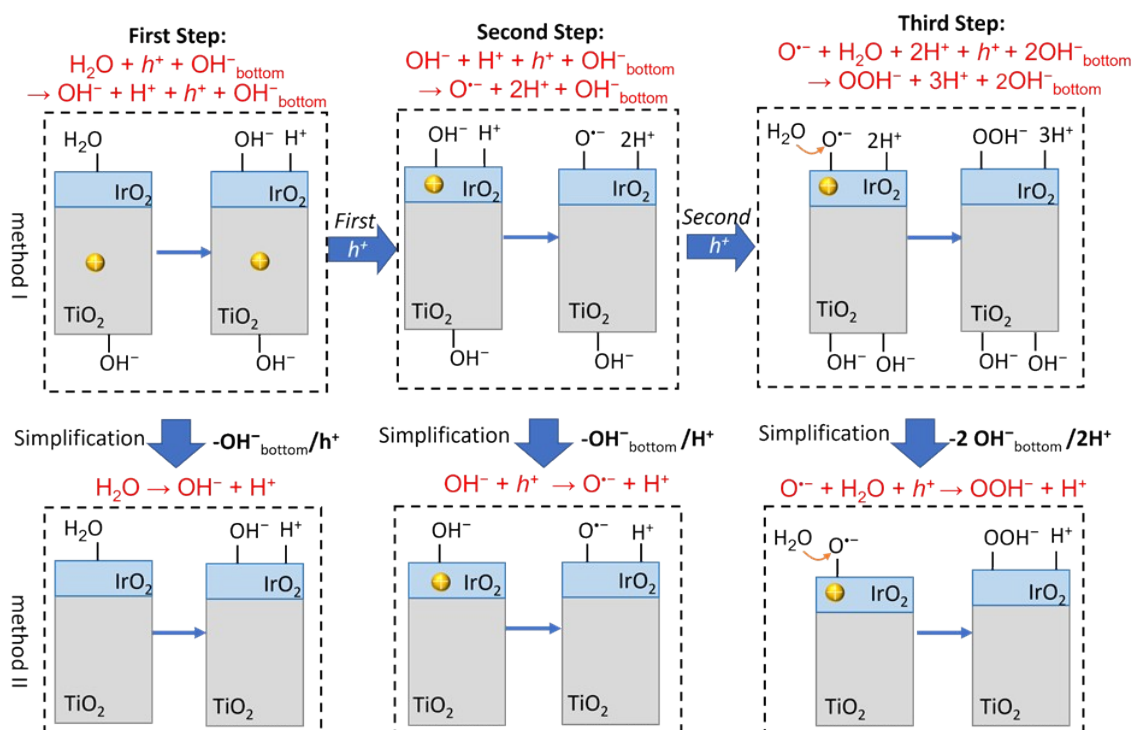 First Step:
H₂O + h⁺ + OH⁻bottom
→ OH⁻ + H⁺ + h⁺ + OH⁻bottom
Second Step:
OH⁻ + H⁺ + h⁺ + OH⁻bottom
→ O•⁻ + 2H⁺ + OH⁻bottom
Third Step:
O•⁻ + H₂O + 2H⁺ + h⁺ + 2OH⁻bottom
→ OOH⁻ + 3H⁺ + 2OH⁻bottom
method I
H₂O
IrO₂
TiO₂
OH⁻
OH⁻ H⁺
IrO₂
TiO₂
OH⁻
First
h⁺
OH⁻ H⁺
IrO₂
TiO₂
OH⁻
O•⁻ 2H⁺
IrO₂
TiO₂
OH⁻
Second
h⁺
H₂O O•⁻ 2H⁺
IrO₂
TiO₂
OH⁻ OH⁻
OOH⁻ 3H⁺
IrO₂
TiO₂
OH⁻ OH⁻
Simplification -OH⁻bottom/h⁺
Simplification -OH⁻bottom/H⁺
Simplification -2 OH⁻bottom/2H⁺
method II
H₂O → OH⁻ + H⁺
H₂O
IrO₂
TiO₂
OH⁻ H⁺
IrO₂
TiO₂
OH⁻ + h⁺ → O•⁻ + H⁺
OH⁻
IrO₂
TiO₂
O•⁻ H⁺
IrO₂
TiO₂
O•⁻ + H₂O + h⁺ → OOH⁻ + H⁺
H₂O O•⁻
IrO₂
TiO₂
OOH⁻ H⁺
IrO₂
TiO₂